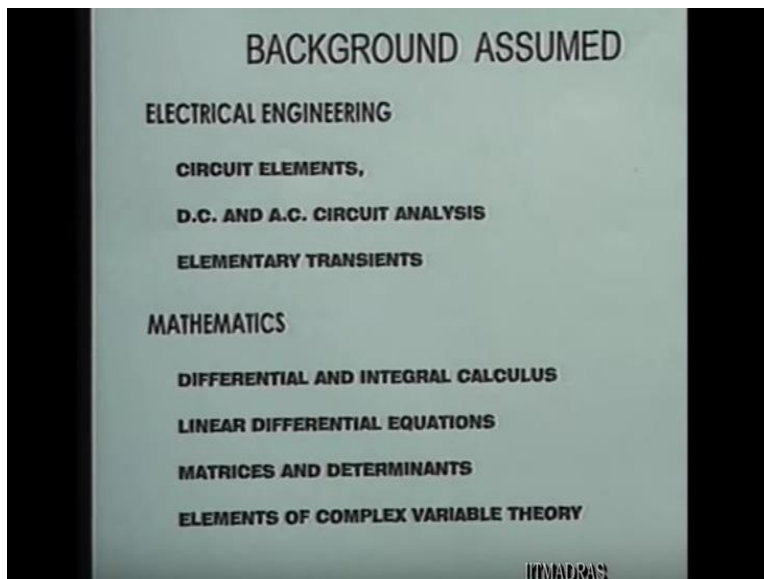 BACKGROUND ASSUMED
ELECTRICAL ENGINEERING
CIRCUIT ELEMENTS,
D.C. AND A.C. CIRCUIT ANALYSIS
ELEMENTARY TRANSIENTS
MATHEMATICS
DIFFERENTIAL AND INTEGRAL CALCULUS
LINEAR DIFFERENTIAL EQUATIONS
MATRICES AND DETERMINANTS
ELEMENTS OF COMPLEX VARIABLE THEORY
IITMADRAS